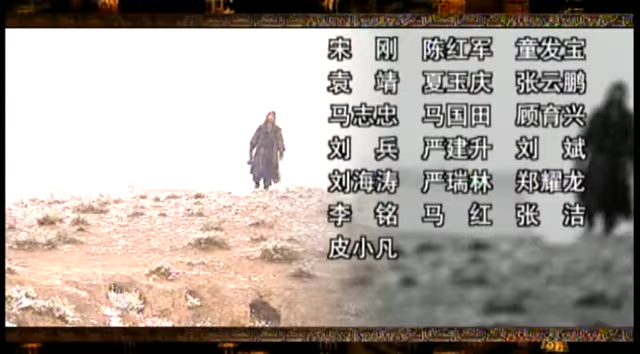 宋　刚　陈红军　童发宝
袁　靖　夏玉庆　张云鹏
马志忠　马国田　顾育兴
刘　兵　严建升　刘　斌
刘海涛　严瑞林　郑耀龙
李　铭　马　红　张　洁
皮小凡